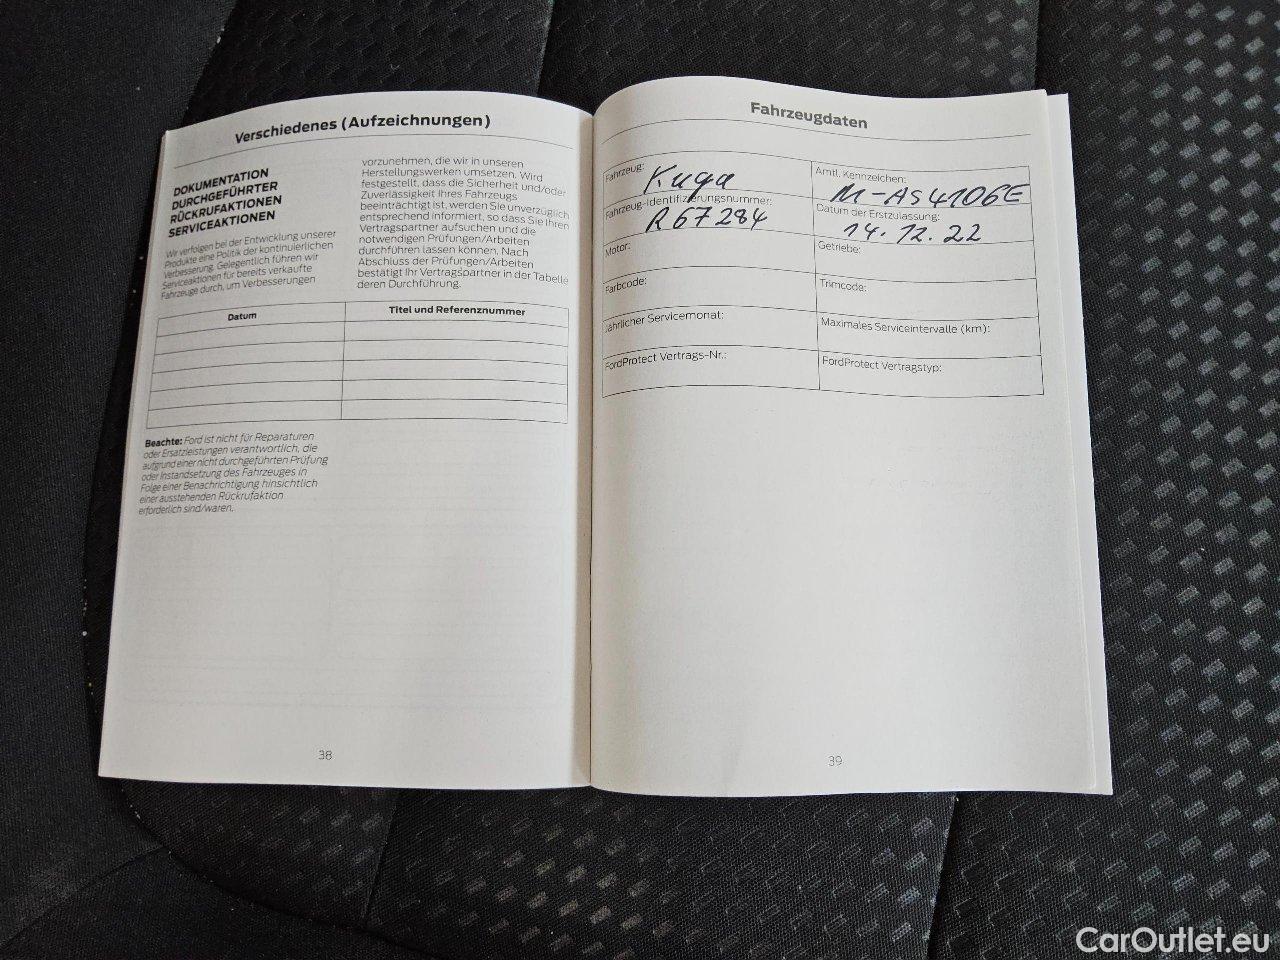 Verschiedenes (Aufzeichnungen)
DOKUMENTATION
DURCHGEFÜHRTER
RÜCKRUFAKTIONEN
SERVICEAKTIONEN
Wir verfolgen bei der Entwicklung unserer
Produkte eine Politik der kontinuierlichen
Verbesserung. Gelegentlich führen wir
Serviceaktionen für bereits verkaufte
Fahrzeuge durch, um Verbesserungen
vorzunehmen, die wir in unseren
Herstellungswerken umsetzen. Wird
festgestellt, dass die Sicherheit und/oder
Zuverlässigkeit Ihres Fahrzeugs
beeinträchtigt ist, werden Sie unverzüglich
entsprechend informiert, so dass Sie Ihren
Vertragspartner aufsuchen und die
notwendigen Prüfungen/Arbeiten
durchführen lassen können. Nach
Abschluss der Prüfungen/Arbeiten
bestätigt Ihr Vertragspartner in der Tabelle
deren Durchführung.
Datum
Titel und Referenznummer
Beachte: Ford ist nicht für Reparaturen
oder Ersatzleistungen verantwortlich, die
aufgrund einer nicht durchgeführten Prüfung
oder Instandsetzung des Fahrzeuges in
Folge einer Benachrichtigung hinsichtlich
einer ausstehenden Rückrufaktion
erforderlich sind/waren.
38
Fahrzeugdaten
Fahrzeug: Kuga
Amtl. Kennzeichen:
M-AS4106E
Fahrzeug-Identifizierungsnummer:
R67284
Datum der Erstzulassung:
14.12.22
Motor:
Getriebe:
Farbcode:
Trimcode:
Jährlicher Servicemonat:
Maximales Serviceintervalle (km):
FordProtect Vertrags-Nr.:
FordProtect Vertragstyp:
39
CarOutlet.eu